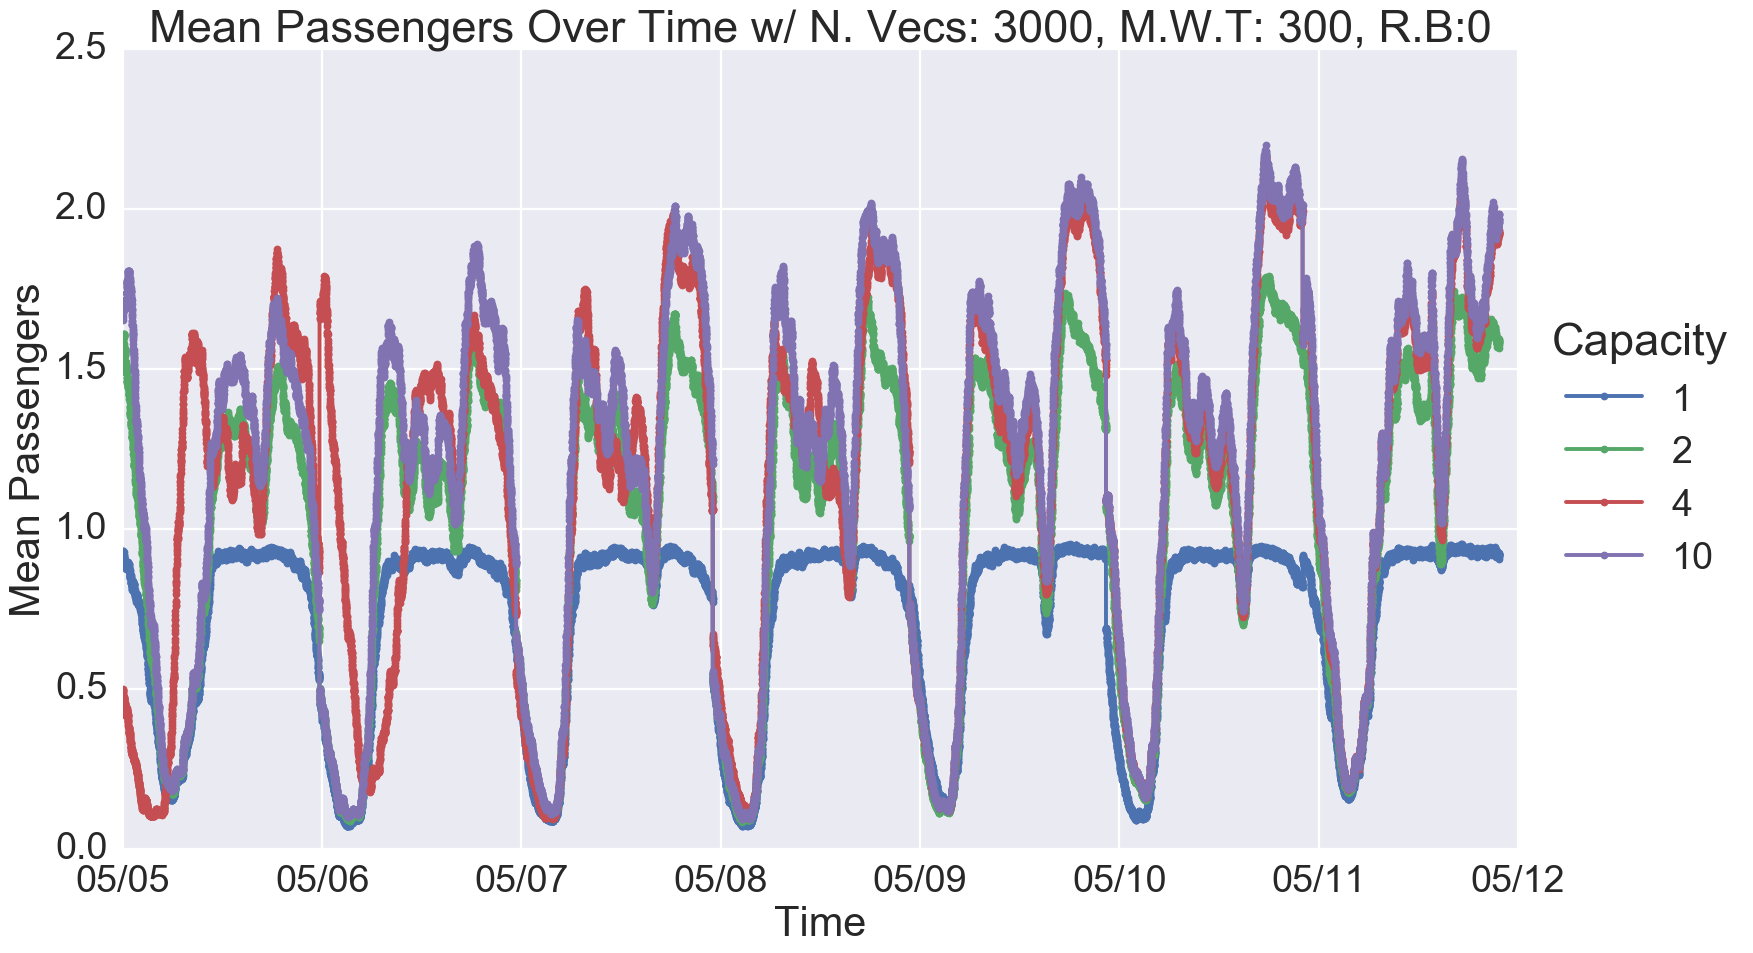 Mean Passengers Over Time w/ N. Vecs: 3000, M.W.T: 300, R.B:0
Mean Passengers
2.5
2.0
1.5
1.0
0.5
0.0
05/05 05/06 05/07 05/08 05/09 05/10 05/11 05/12
Time
Capacity
1
2
4
10